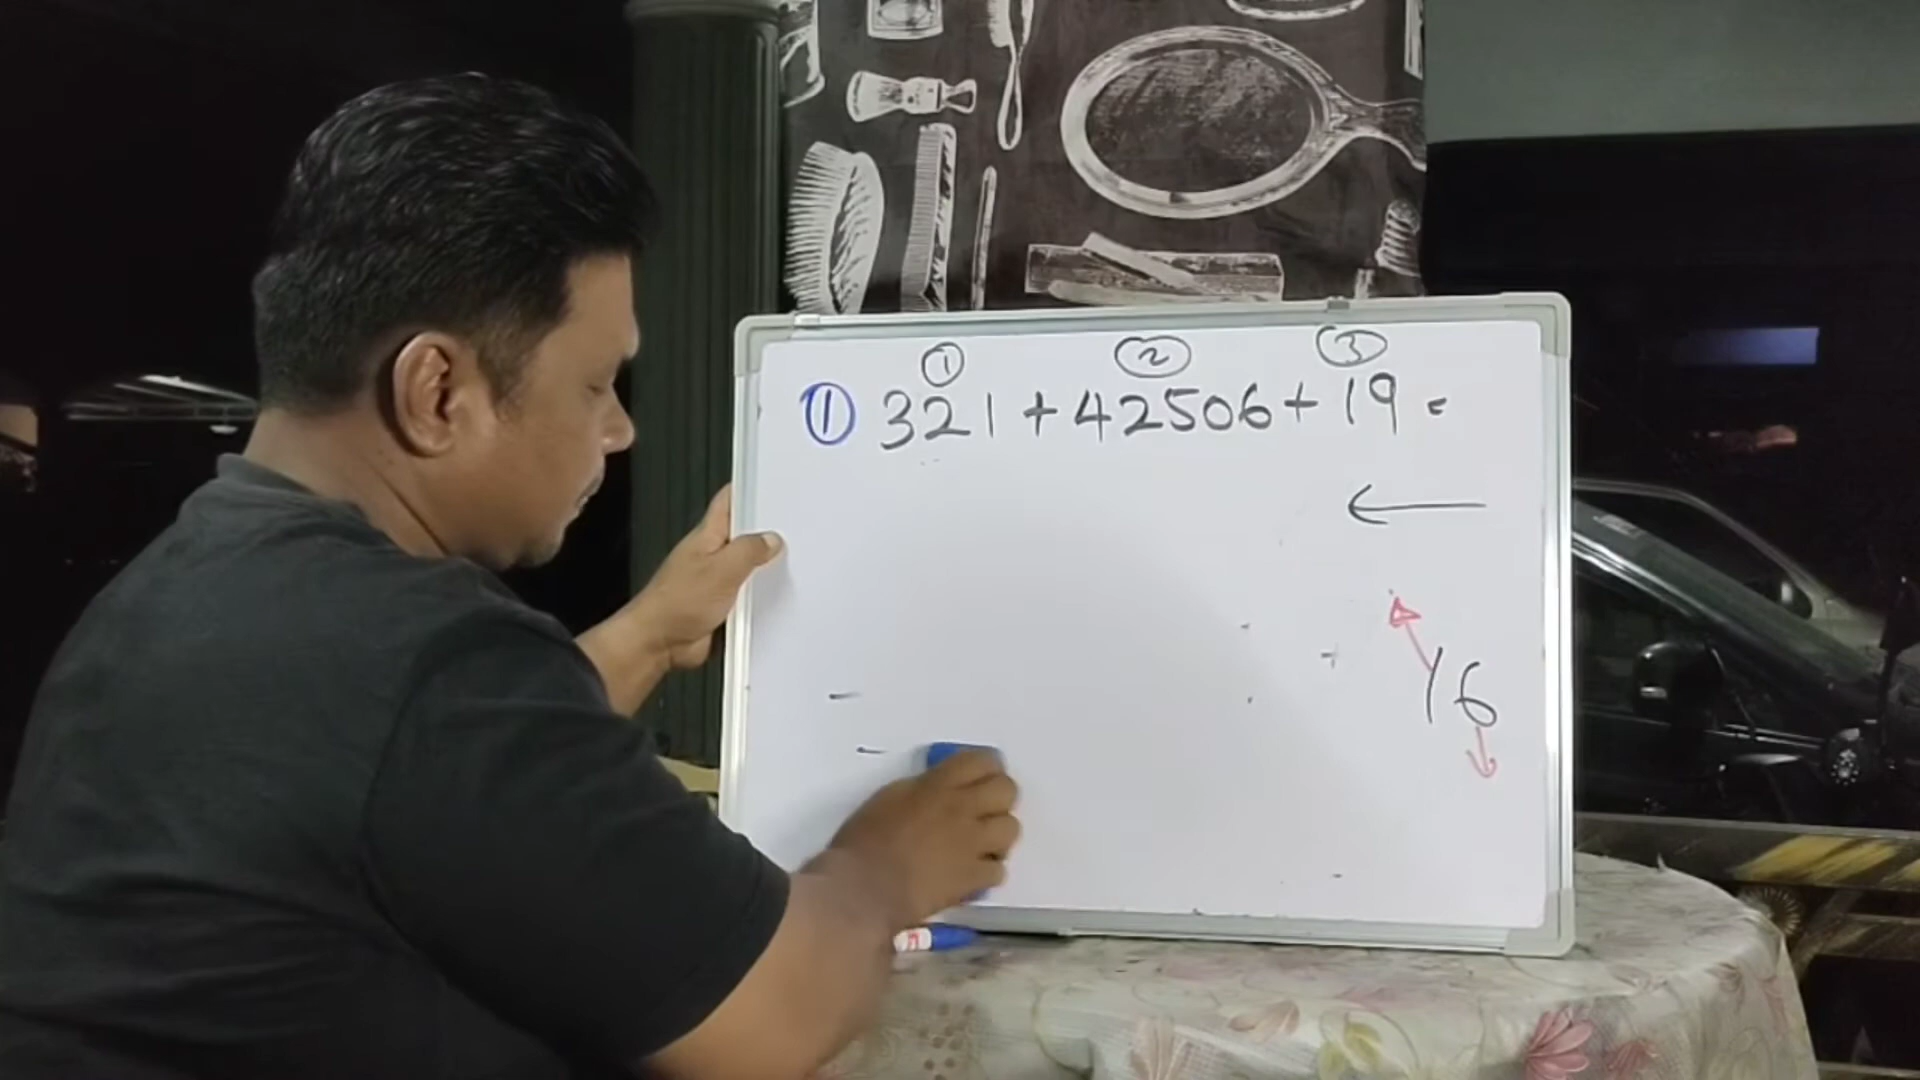 ① ② ③
① 321 + 42506 + 19 =
←
16